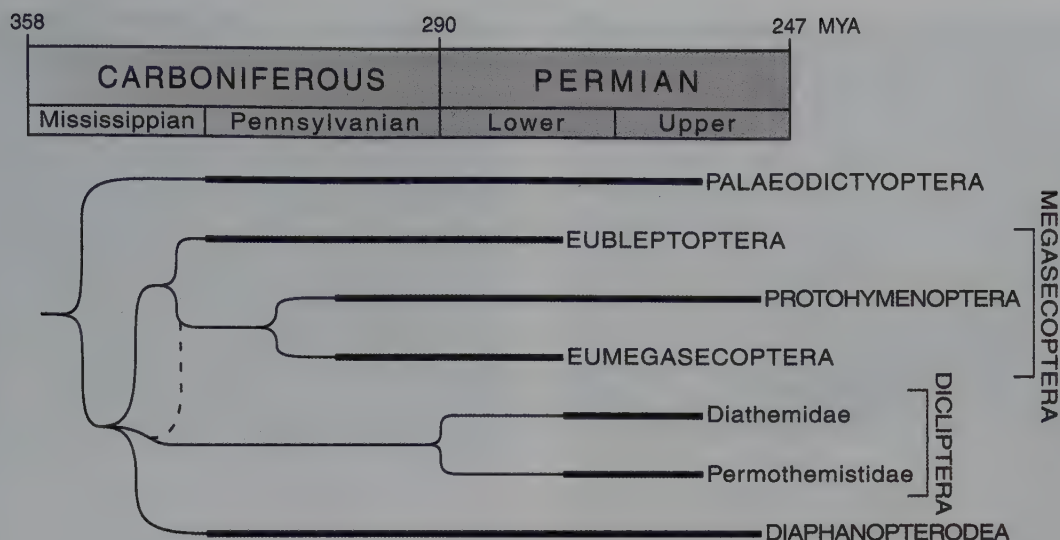 358 290 247 MYA
CARBONIFEROUS PERMIAN
Mississippian Pennsylvanian Lower Upper
PALAEODICTYOPTERA
EUBLEPTOPTERA
PROTOHYMENOPTERA
EUMEGASECOPTERA
MEGASECOPTERA
Diathemidae
Permothemistidae
DICLIPTERA
DIAPHANOPTERODEA